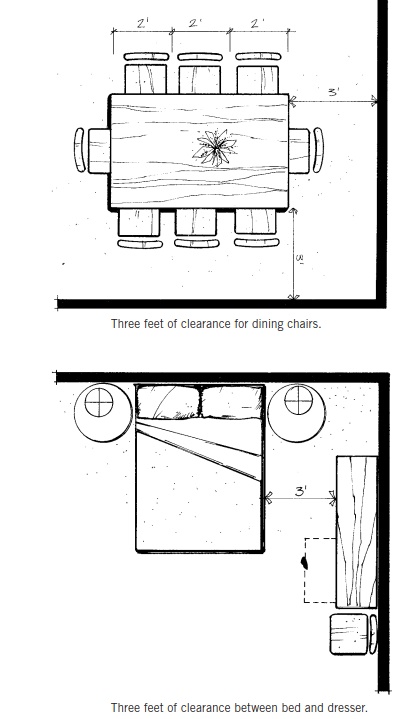 2' 2' 2'
3'
3'
Three feet of clearance for dining chairs.
3'
Three feet of clearance between bed and dresser.